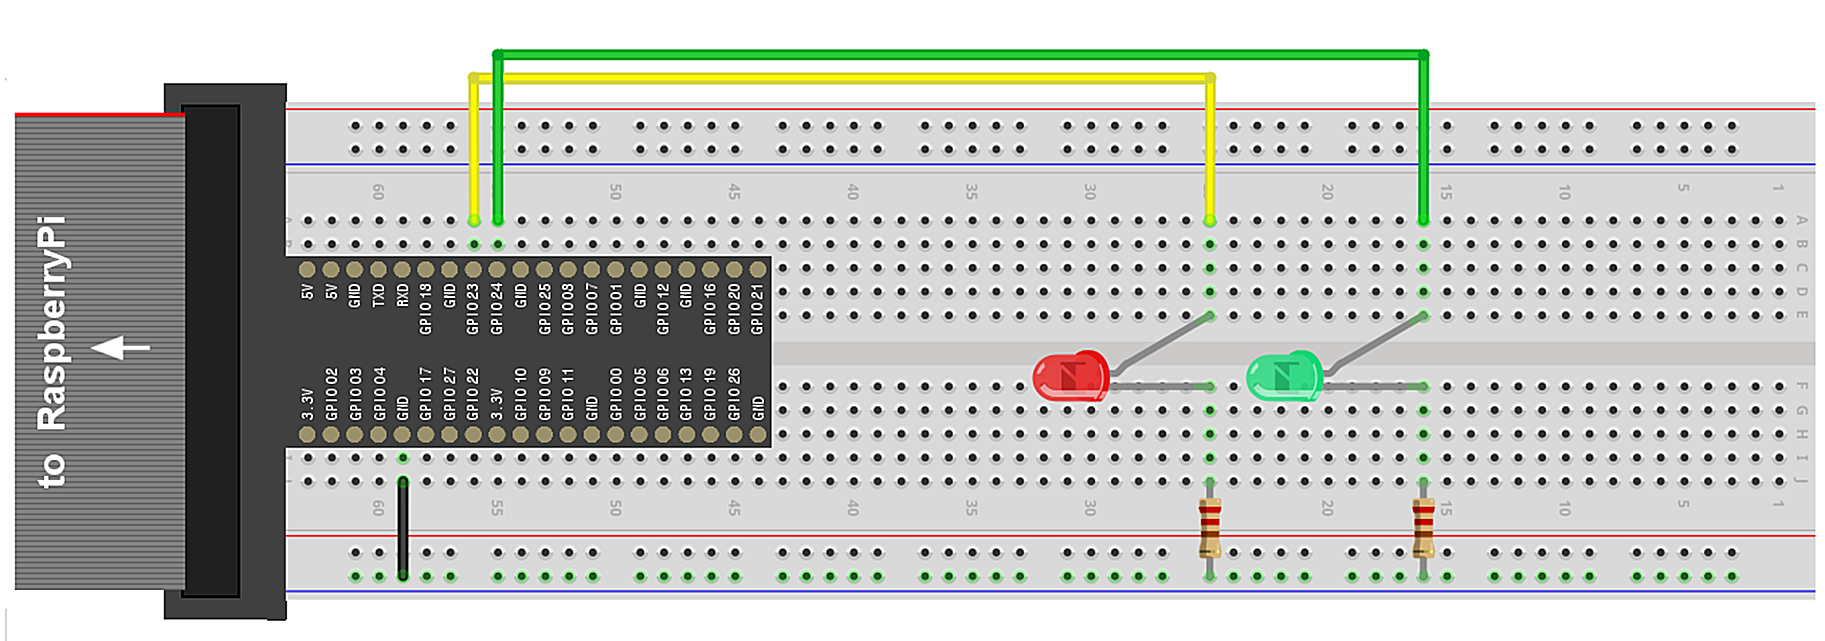 to RaspberryPi
60 50 45 40 35 30 20 15 10 5 1
A
B
C
D
E
5V 5V GND TXD RXD GPIO18 GND GPIO23 GPIO24 GND GPIO25 GPIO08 GPIO07 GPIO01 GND GPIO12 GND GPIO16 GPIO20 GPIO21
3.3V GPIO02 GPIO03 GPIO04 GND GPIO17 GPIO27 GPIO22 3.3V GPIO10 GPIO09 GPIO11 GND GPIO00 GPIO05 GPIO06 GPIO13 GPIO19 GPIO26 GND
F
G
H
I
J
60 55 50 45 40 35 30 20 15 10 5 1